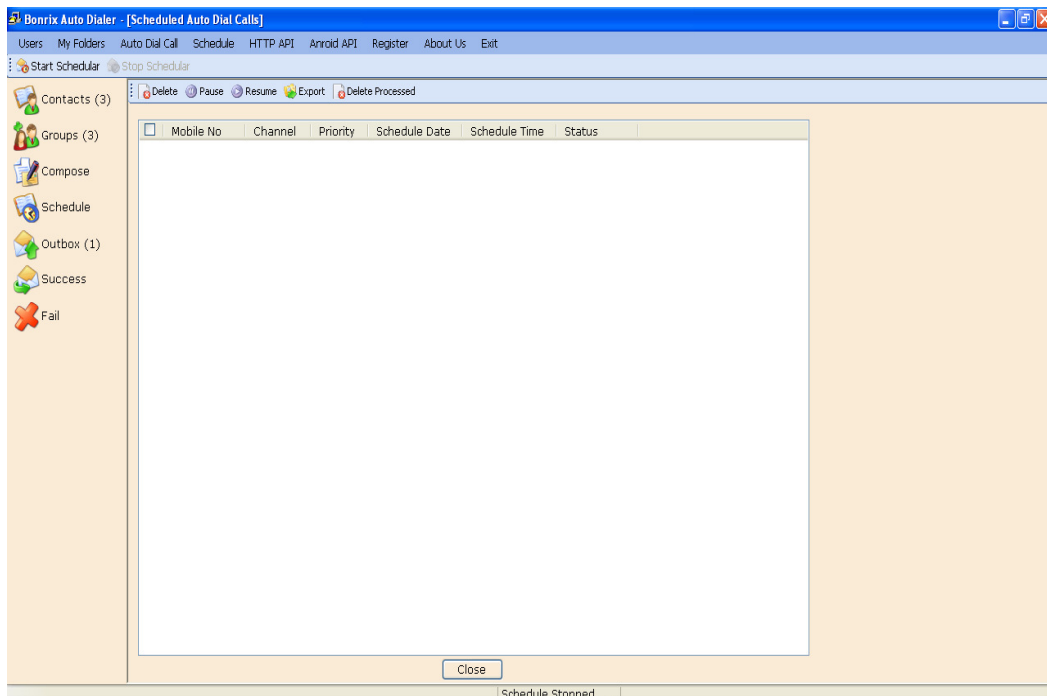 Bonrix Auto Dialer - [Scheduled Auto Dial Calls]
Users My Folders Auto Dial Call Schedule HTTP API Anroid API Register About Us Exit
Start Schedular Stop Schedular
Delete Pause Resume Export Delete Processed
Contacts (3)
Groups (3)
Compose
Schedule
Outbox (1)
Success
Fail
Mobile No Channel Priority Schedule Date Schedule Time Status
Close
Schedule Stopped